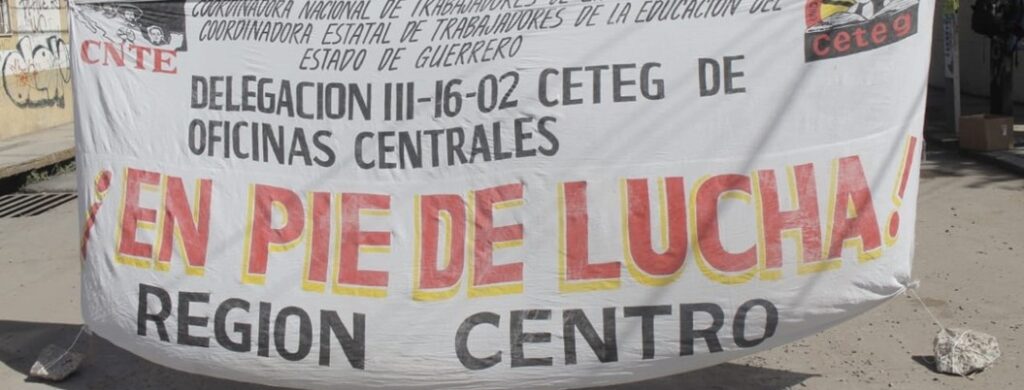 COORDINADORA NACIONAL DE TRABAJADORES DE LA
COORDINADORA ESTATAL DE TRABAJADORES DE LA EDUCACION DEL
ESTADO DE GUERRERO
CNTE
Ceteg
DELEGACION III-16-02 CETEG DE
OFICINAS CENTRALES
¡EN PIE DE LUCHA!
REGION CENTRO